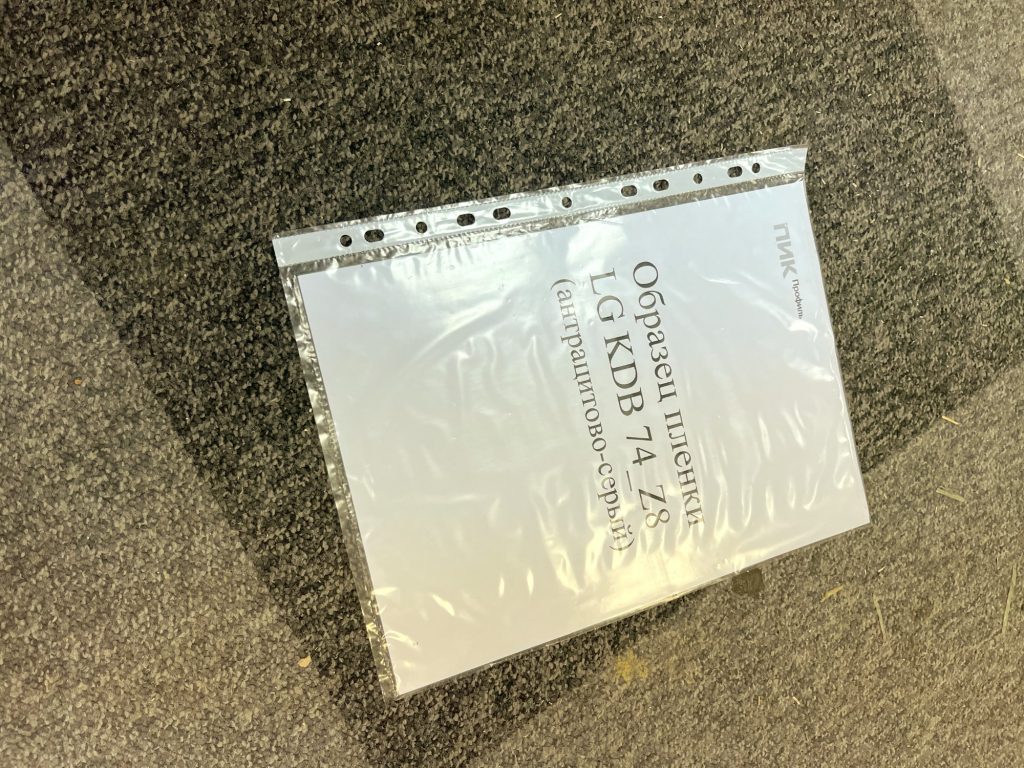 ПИК Профиль
Образец пленки
LG KDB 74_Z8
(антрацитово-серый)